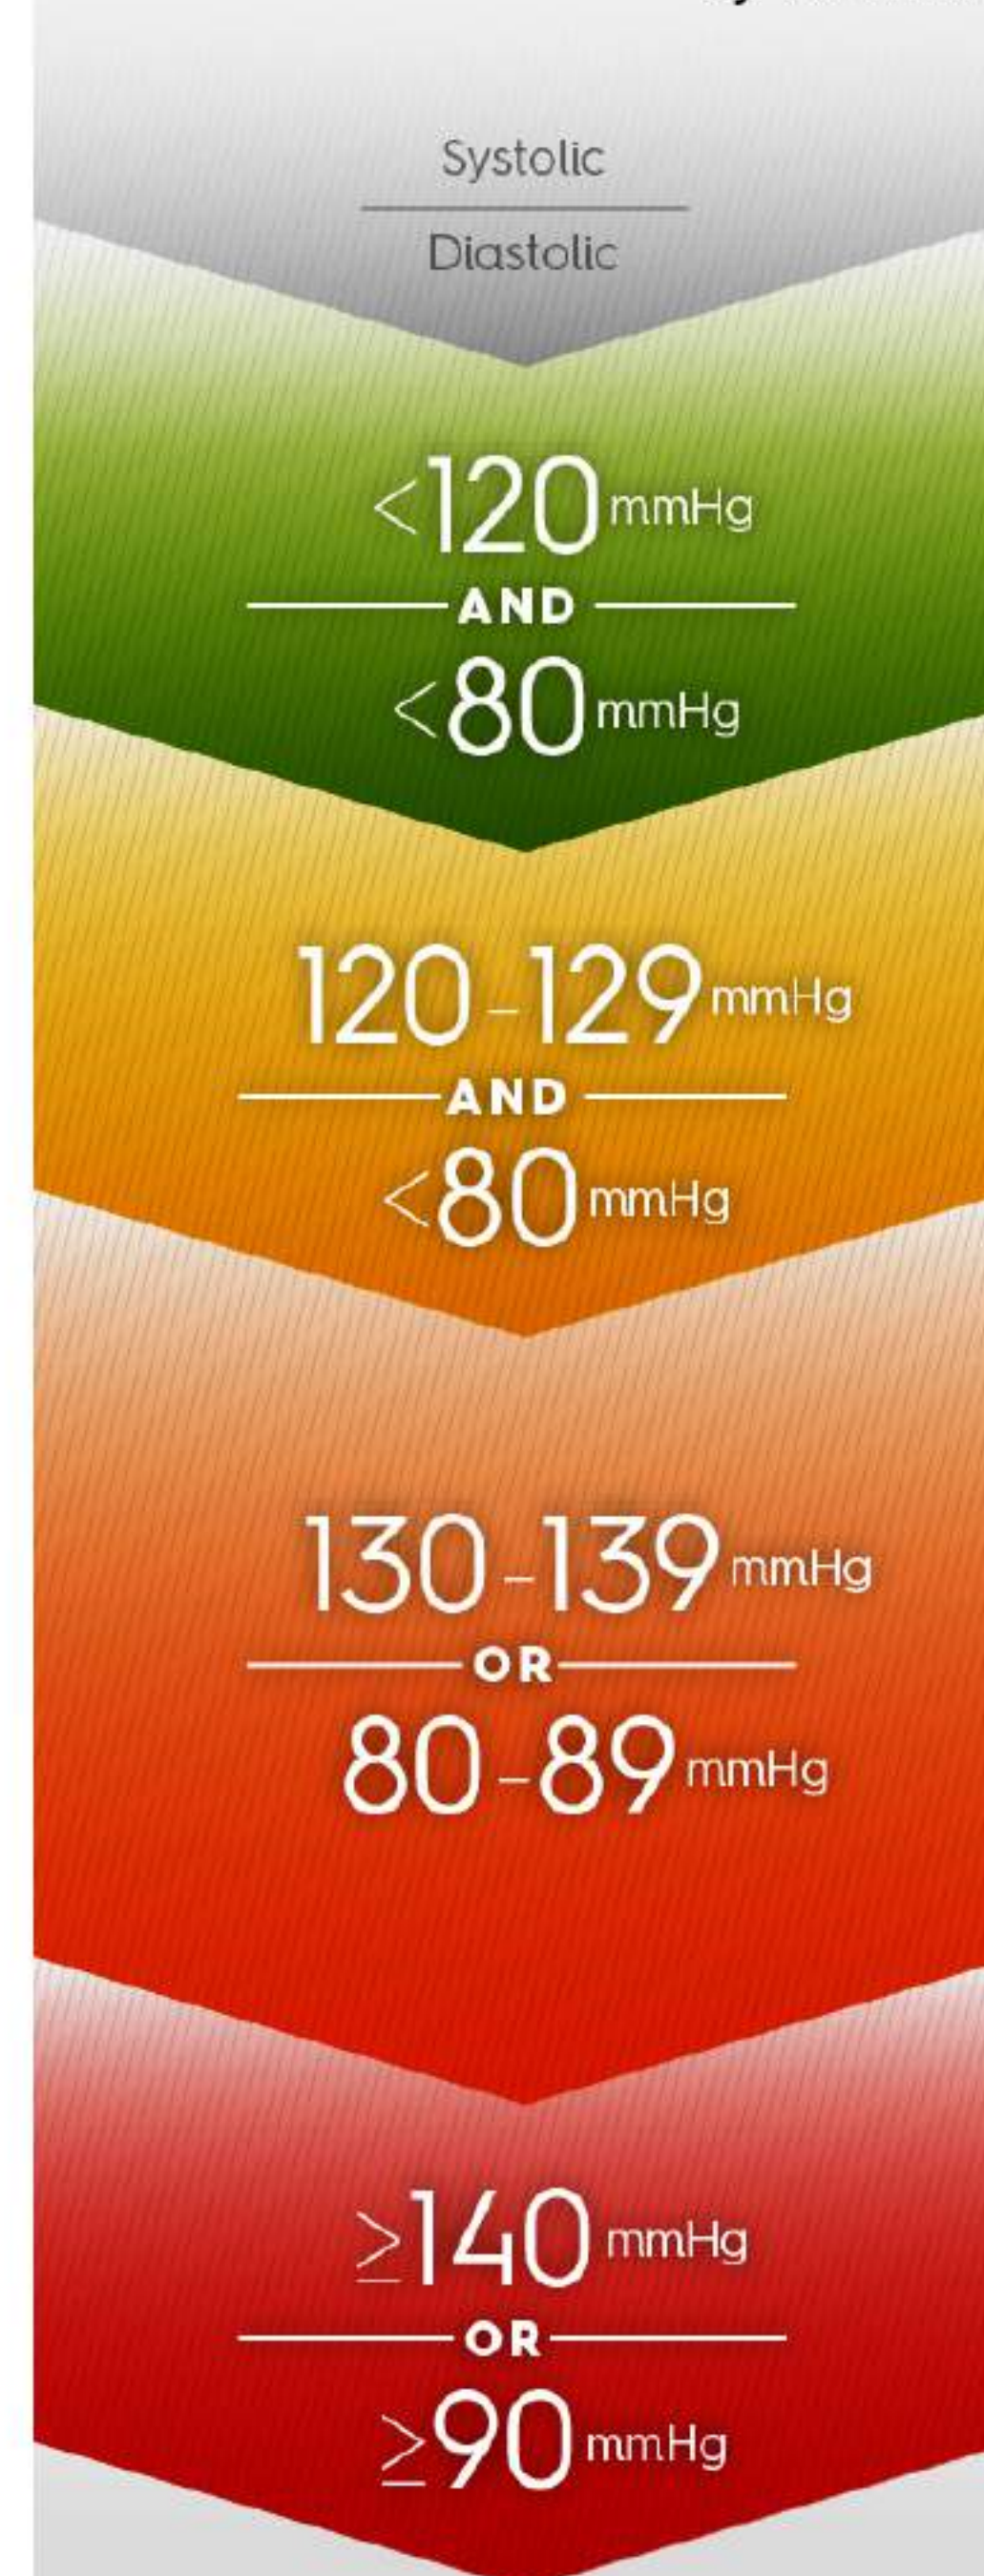 Systolic
Diastolic
<120 mmHg
AND
<80 mmHg
120-129 mmHg
AND
<80 mmHg
130-139 mmHg
OR
80-89 mmHg
≥140 mmHg
OR
≥90 mmHg